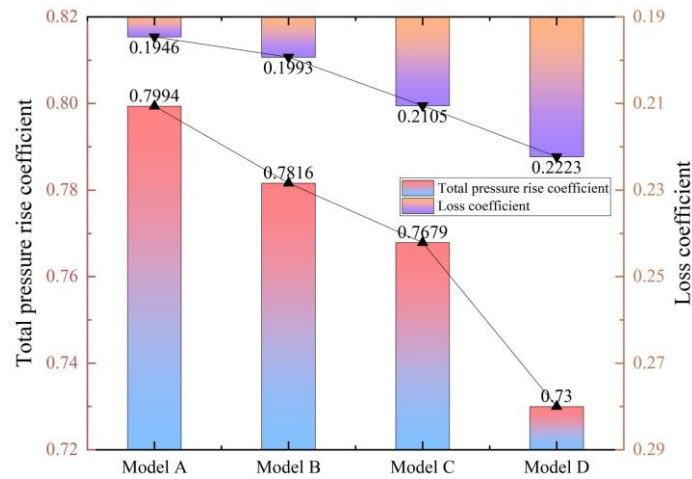 Total pressure rise coefficient
0.82
0.80
0.78
0.76
0.74
0.72
0.1946
0.1993
0.2105
0.2223
0.7994
0.7816
0.7679
0.73
Total pressure rise coefficient
Loss coefficient
0.19
0.21
0.23
0.25
0.27
0.29
Loss coefficient
Model A
Model B
Model C
Model D